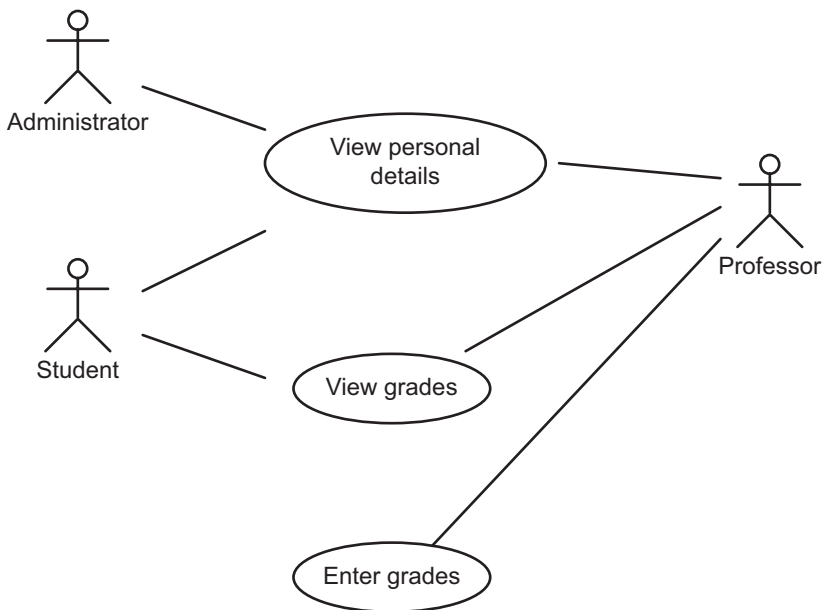 Administrator
View personal
details
Professor
Student
View grades
Enter grades